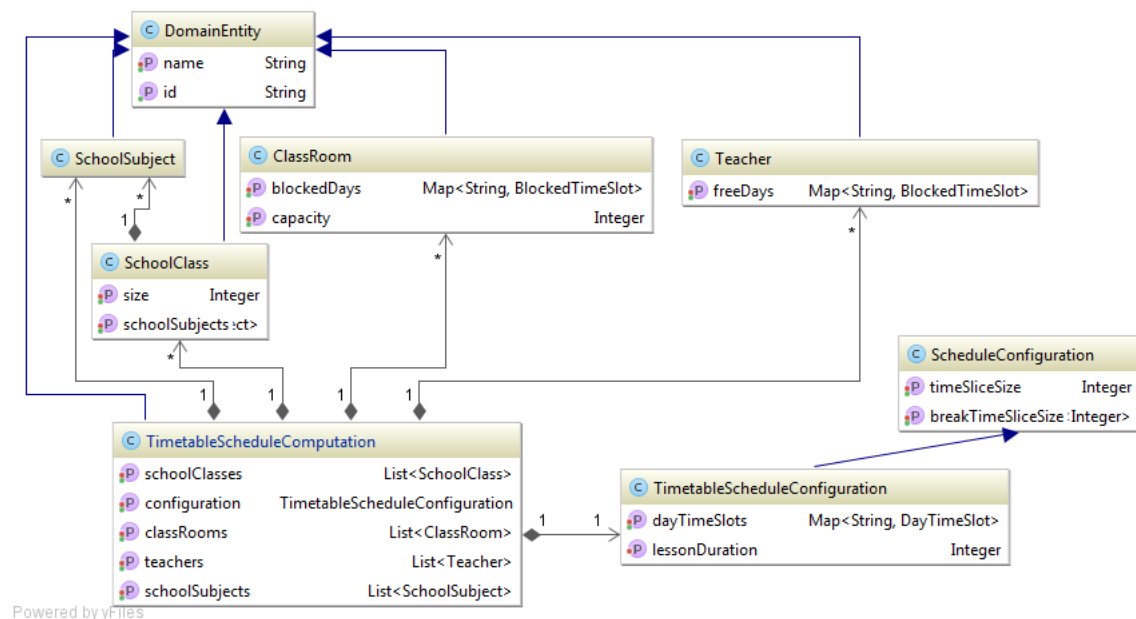 C DomainEntity
P name String
P id String
C SchoolSubject
C ClassRoom
P blockedDays Map<String, BlockedTimeSlot>
P capacity Integer
C Teacher
P freeDays Map<String, BlockedTimeSlot>
* * 1 * *
C SchoolClass
P size Integer
P schoolSubjects :ct>
*
C ScheduleConfiguration
P timeSliceSize Integer
P breakTimeSliceSize :Integer>
1 1 1 1
C TimetableScheduleComputation
P schoolClasses List<SchoolClass>
P configuration TimetableScheduleConfiguration
P classRooms List<ClassRoom>
P teachers List<Teacher>
P schoolSubjects List<SchoolSubject>
1 1
C TimetableScheduleConfiguration
P dayTimeSlots Map<String, DayTimeSlot>
P lessonDuration Integer
Powered by yFiles